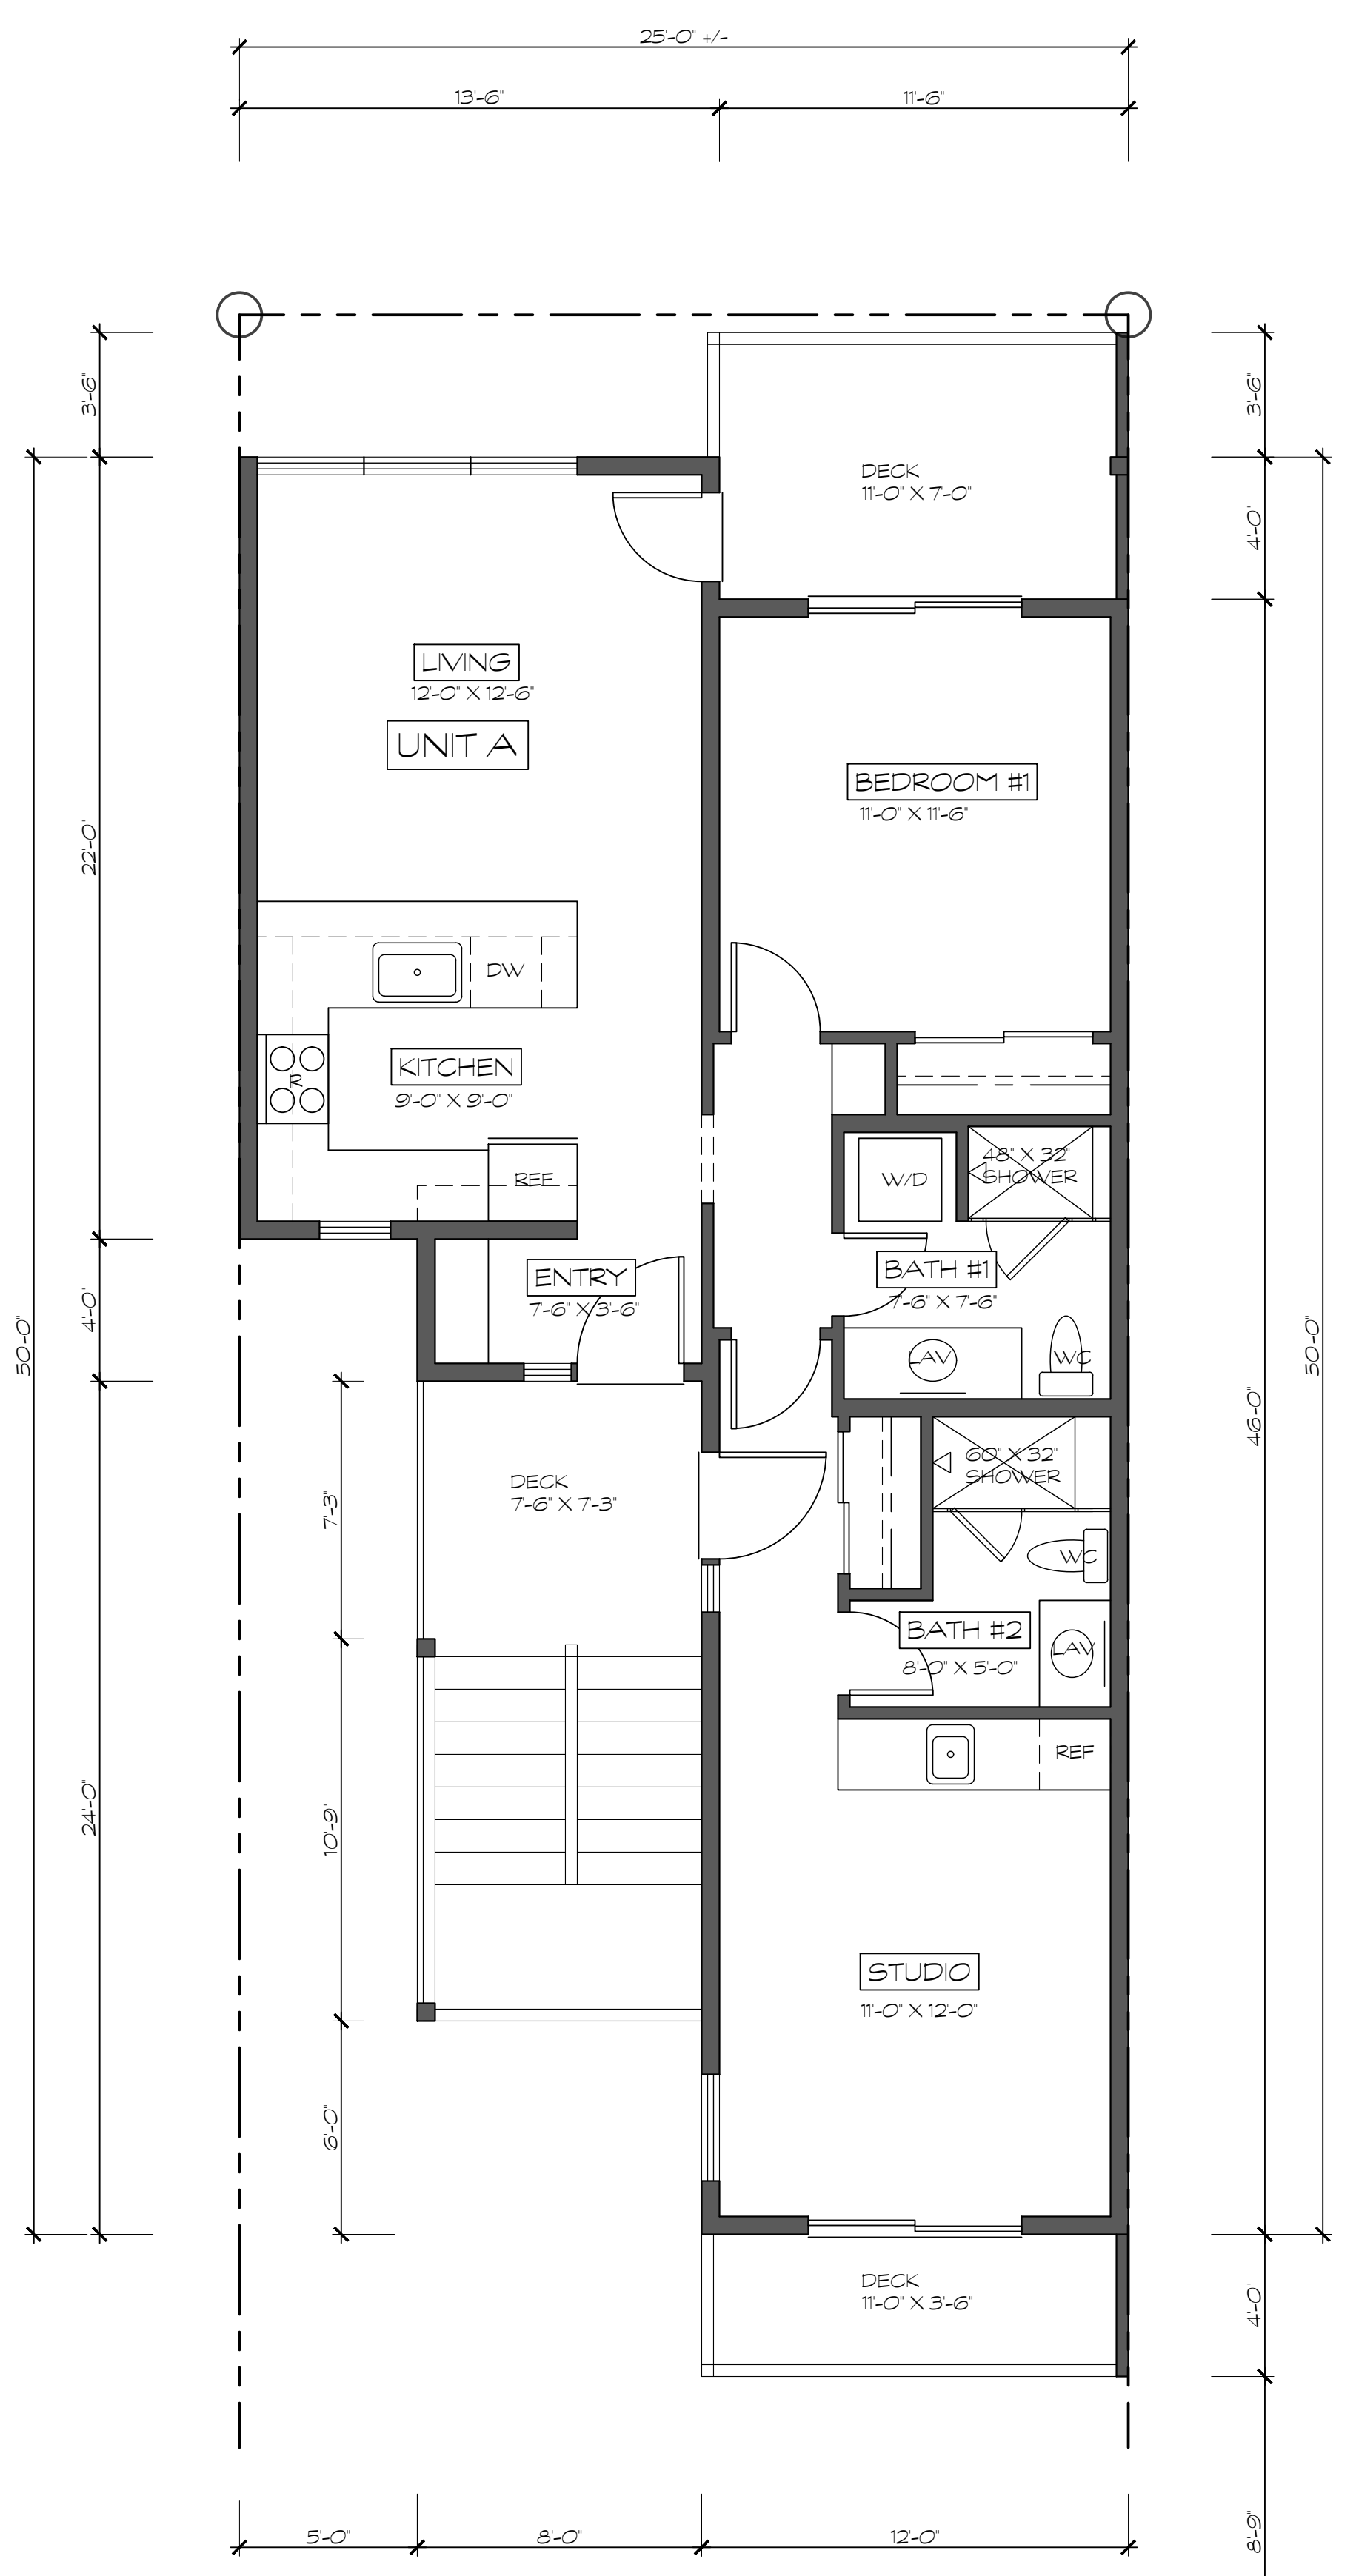 25'-0" +/-
13'-6"
11'-6"
3'-6"
3'-6"
DECK
11'-0" X 7'-0"
4'-0"
LIVING
12'-0" X 12'-6"
UNIT A
BEDROOM #1
11'-0" X 11'-6"
22'-0"
DW
KITCHEN
9'-0" X 9'-0"
R
REF
W/D
48" X 32"
SHOWER
ENTRY
7'-6" X 3'-6"
BATH #1
7'-6" X 7'-6"
4'-0"
50'-0"
50'-0"
LAV
WC
46'-0"
DECK
7'-6" X 7'-3"
7'-3"
60" X 32"
SHOWER
WC
BATH #2
8'-0" X 5'-0"
LAV
REF
24'-0"
10'-9"
STUDIO
11'-0" X 12'-0"
6'-0"
DECK
11'-0" X 3'-6"
4'-0"
5'-0"
8'-0"
12'-0"
8'-9"